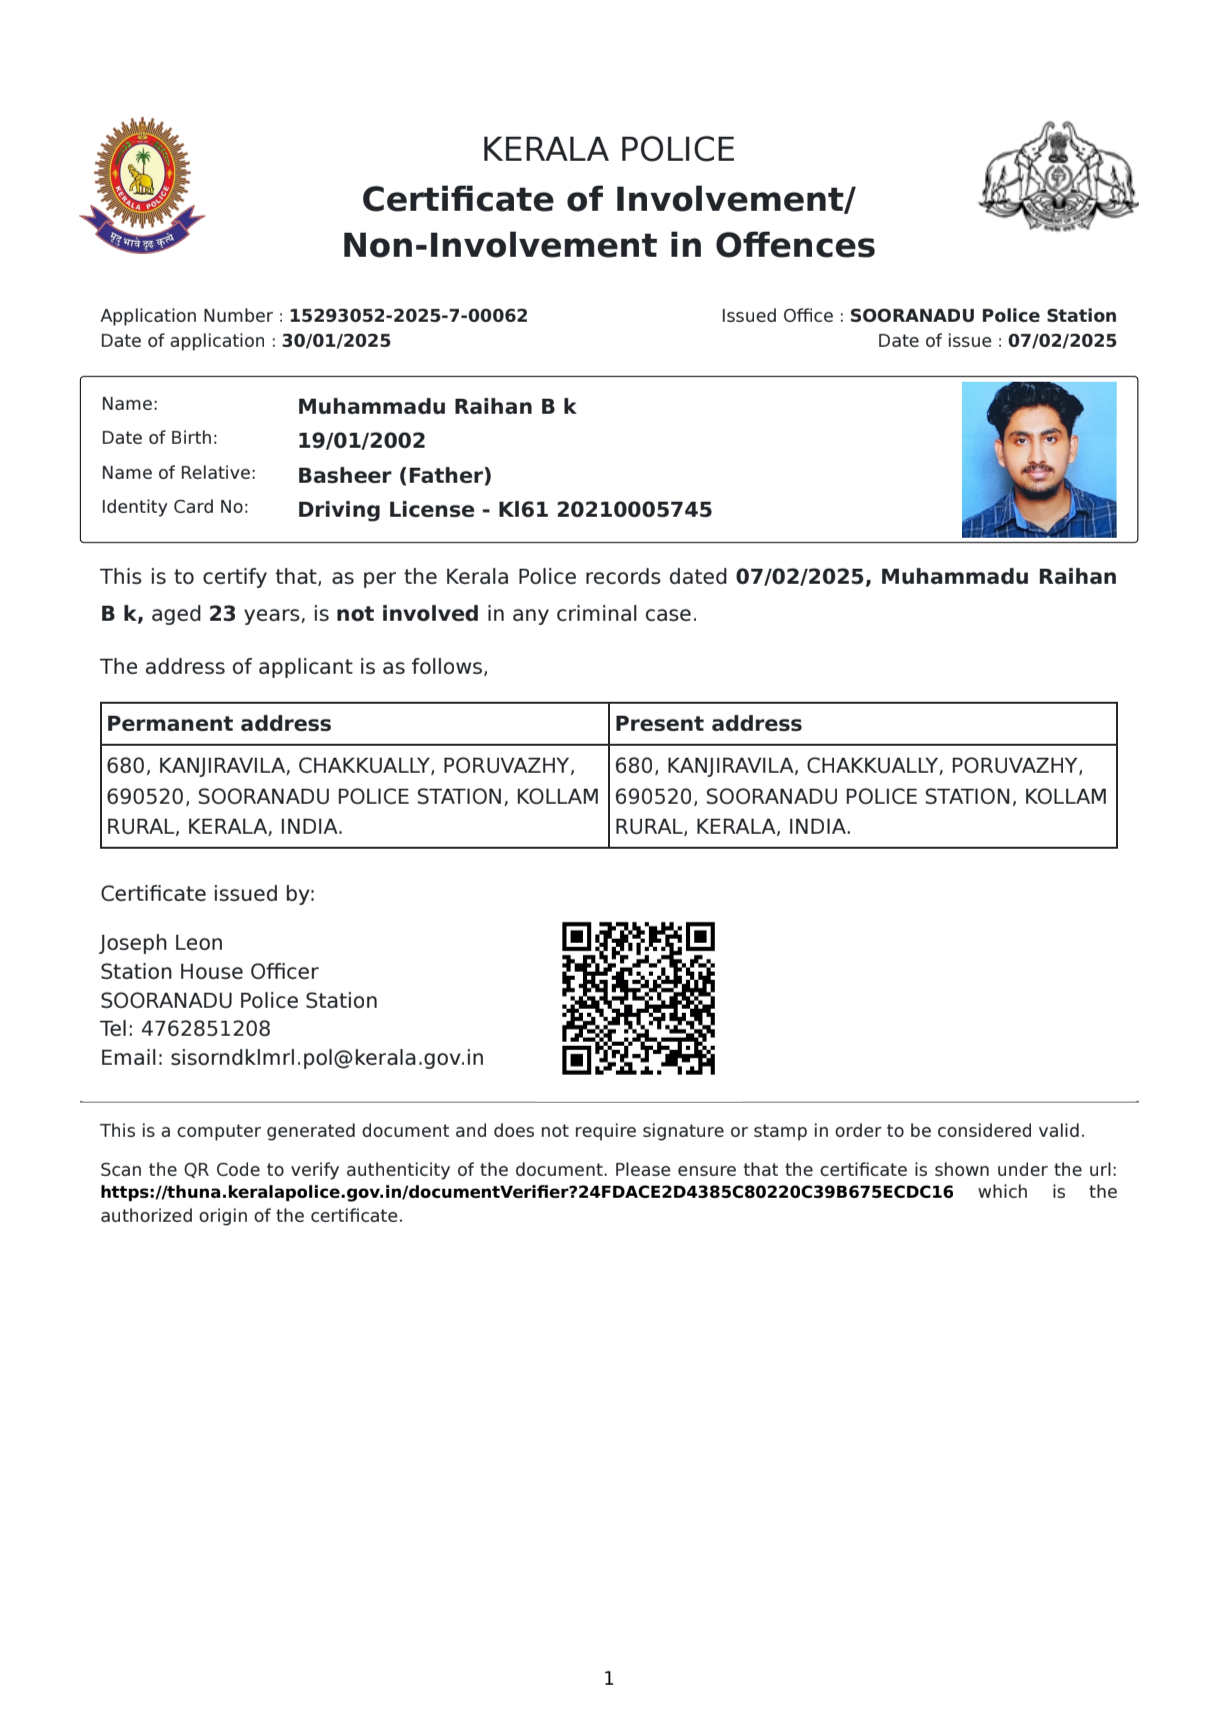 KERALA POLICE
Certificate of Involvement/
Non-Involvement in Offences
KERALA POLICE
मृदु भावे दृढ़ कृत्ये
Application Number : 15293052-2025-7-00062
Issued Office : SOORANADU Police Station
Date of application : 30/01/2025
Date of issue : 07/02/2025
Name: Muhammadu Raihan B k
Date of Birth: 19/01/2002
Name of Relative: Basheer (Father)
Identity Card No: Driving License - Kl61 20210005745
This is to certify that, as per the Kerala Police records dated 07/02/2025, Muhammadu Raihan
B k, aged 23 years, is not involved in any criminal case.
The address of applicant is as follows,
Permanent address
Present address
680, KANJIRAVILA, CHAKKUALLY, PORUVAZHY,
690520, SOORANADU POLICE STATION, KOLLAM
RURAL, KERALA, INDIA.
680, KANJIRAVILA, CHAKKUALLY, PORUVAZHY,
690520, SOORANADU POLICE STATION, KOLLAM
RURAL, KERALA, INDIA.
Certificate issued by:
Joseph Leon
Station House Officer
SOORANADU Police Station
Tel: 4762851208
Email: sisorndklmrl.pol@kerala.gov.in
This is a computer generated document and does not require signature or stamp in order to be considered valid.
Scan the QR Code to verify authenticity of the document. Please ensure that the certificate is shown under the url:
https://thuna.keralapolice.gov.in/documentVerifier?24FDACE2D4385C80220C39B675ECDC16 which is the
authorized origin of the certificate.
1